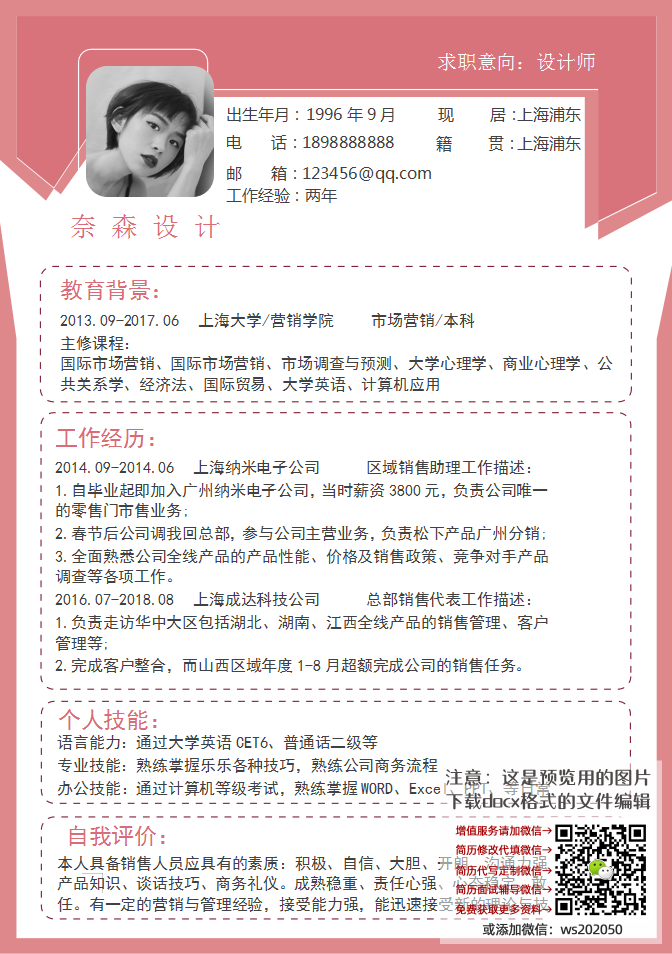 求职意向：设计师
出生年月：1996年9月 现 居：上海浦东
电 话：1898888888 籍 贯：上海浦东
邮 箱：123456@qq.com
工作经验：两年
奈森设计
教育背景：
2013.09-2017.06 上海大学/营销学院 市场营销/本科
主修课程：
国际市场营销、国际市场营销、市场调查与预测、大学心理学、商业心理学、公
共关系学、经济法、国际贸易、大学英语、计算机应用
工作经历：
2014.09-2014.06 上海纳米电子公司 区域销售助理工作描述：
1.自毕业起即加入广州纳米电子公司，当时薪资3800元，负责公司唯一
的零售门市售业务；
2.春节后公司调我回总部，参与公司主营业务，负责松下产品广州分销；
3.全面熟悉公司全线产品的产品性能、价格及销售政策、竞争对手产品
调查等各项工作。
2016.07-2018.08 上海成达科技公司 总部销售代表工作描述：
1.负责走访华中大区包括湖北、湖南、江西全线产品的销售管理、客户
管理等；
2.完成客户整合，而山西区域年度1-8月超额完成公司的销售任务。
个人技能：
语言能力：通过大学英语CET6、普通话二级等
专业技能：熟练掌握乐乐各种技巧，熟练公司商务流程
办公技能：通过计算机等级考试，熟练掌握WORD、Excel、PPT、等日常
自我评价：
本人具备销售人员应具有的素质：积极、自信、大胆、开朗、沟通力强
产品知识、谈话技巧、商务礼仪。成熟稳重、责任心强、心态稳定、敢
任。有一定的营销与管理经验，接受能力强，能迅速接受新的理论与技
注意：这是预览用的图片
下载docx格式的文件编辑
增值服务请加微信→
简历修改代填微信→
简历代写定制微信→
简历面试辅导微信→
免费获取更多资料→
或添加微信：ws202050